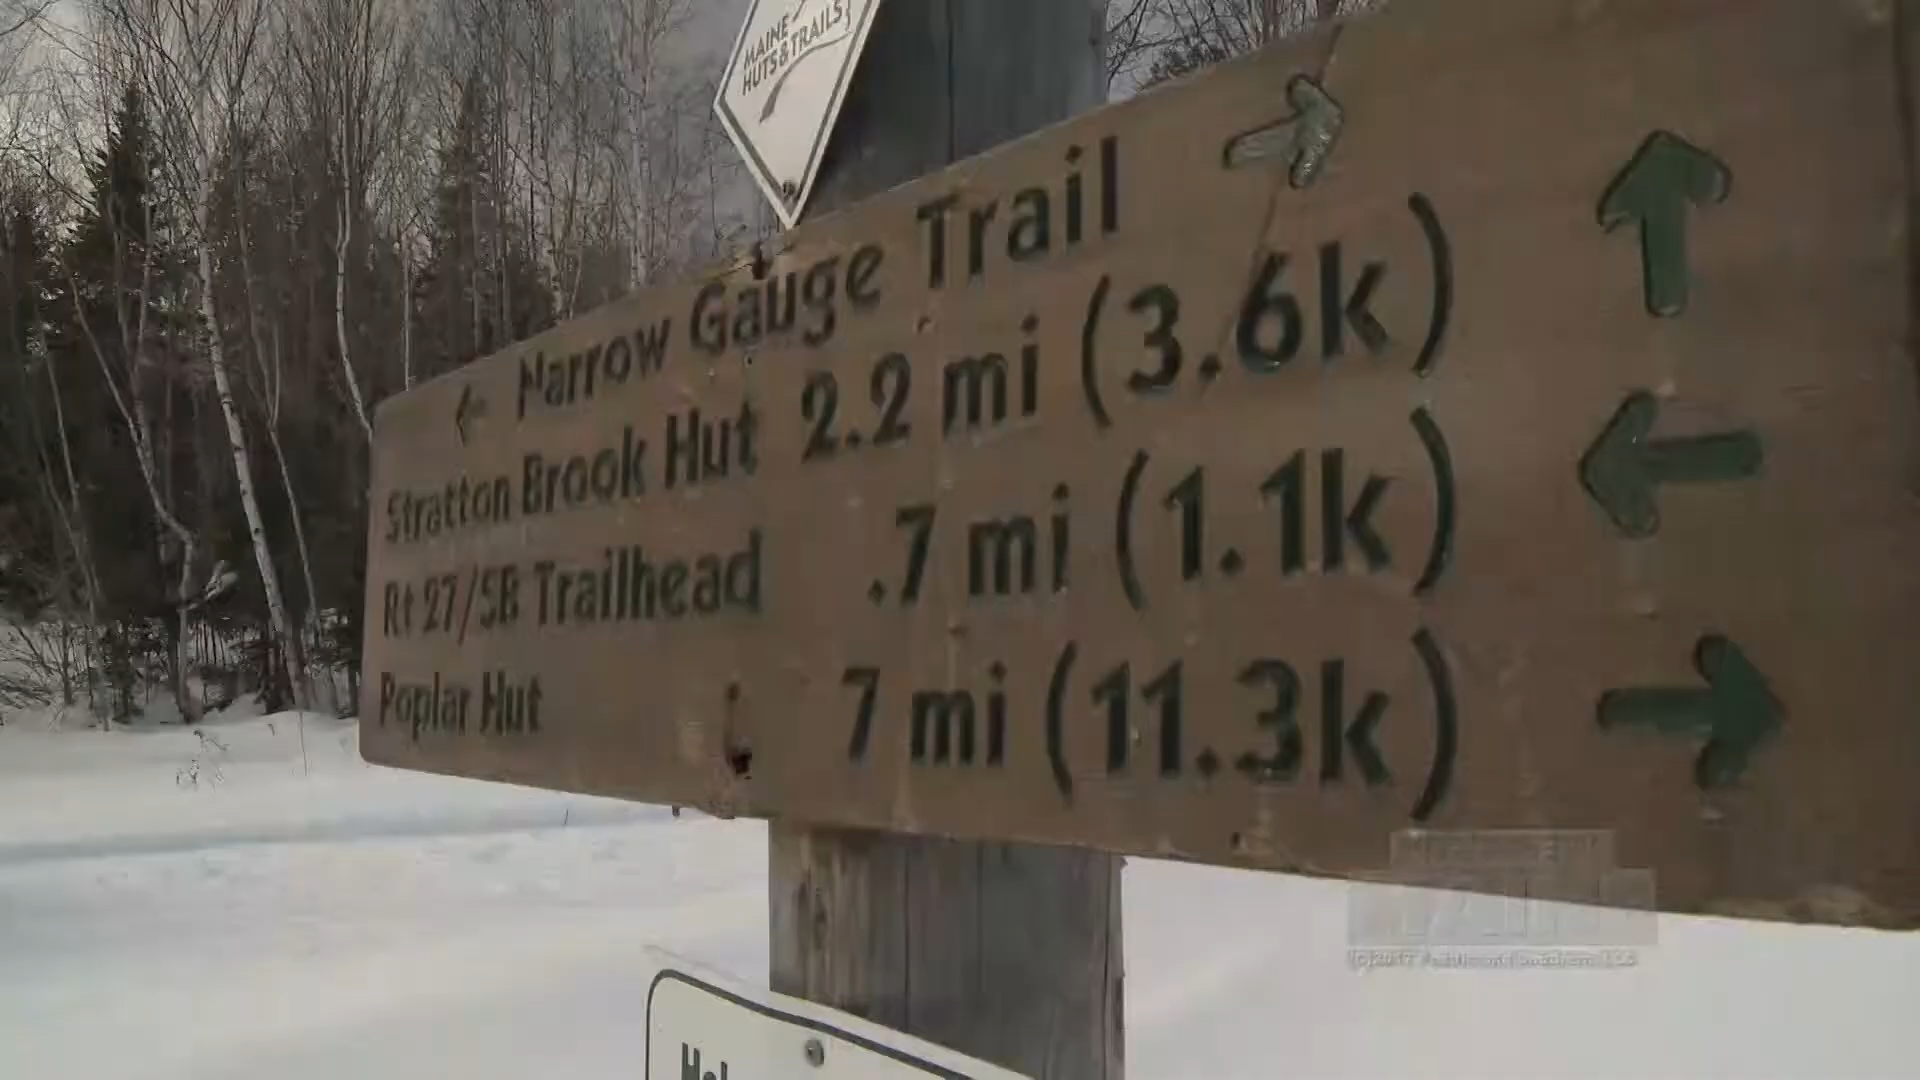 MAINE
HUTS & TRAILS
← Narrow Gauge Trail →
Stratton Brook Hut 2.2 mi (3.6k) ↑
Rt 27/SB Trailhead .7 mi (1.1k) ←
Poplar Hut 7 mi (11.3k) →